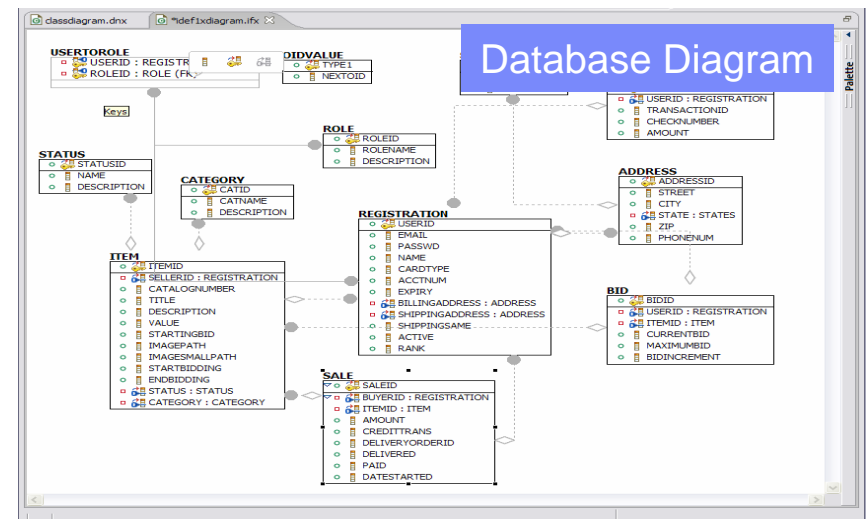 classdiagram.dnx
*idef1xdiagram.ifx
Database Diagram
Palette
USERTOROLE
USERID : REGISTR
ROLEID : ROLE (FK)
OIDVALUE
TYPE1
NEXTOID
Keys
USERID : REGISTRATION
TRANSACTIONID
CHECKNUMBER
AMOUNT
ROLE
ROLEID
ROLENAME
DESCRIPTION
STATUS
STATUSID
NAME
DESCRIPTION
CATEGORY
CATID
CATNAME
DESCRIPTION
ADDRESS
ADDRESSID
STREET
CITY
STATE : STATES
ZIP
PHONENUM
REGISTRATION
USERID
EMAIL
PASSWD
NAME
CARDTYPE
ACCTNUM
EXPIRY
BILLINGADDRESS : ADDRESS
SHIPPINGADDRESS : ADDRESS
SHIPPINGSAME
ACTIVE
RANK
ITEM
ITEMID
SELLERID : REGISTRATION
CATALOGNUMBER
TITLE
DESCRIPTION
VALUE
STARTINGBID
IMAGEPATH
IMAGESMALLPATH
STARTBIDDING
ENDBIDDING
STATUS : STATUS
CATEGORY : CATEGORY
BID
BIDID
USERID : REGISTRATION
ITEMID : ITEM
CURRENTBID
MAXIMUMBID
BIDINCREMENT
SALE
SALEID
BUYERID : REGISTRATION
ITEMID : ITEM
AMOUNT
CREDITTRANS
DELIVERYORDERID
DELIVERED
PAID
DATESTARTED